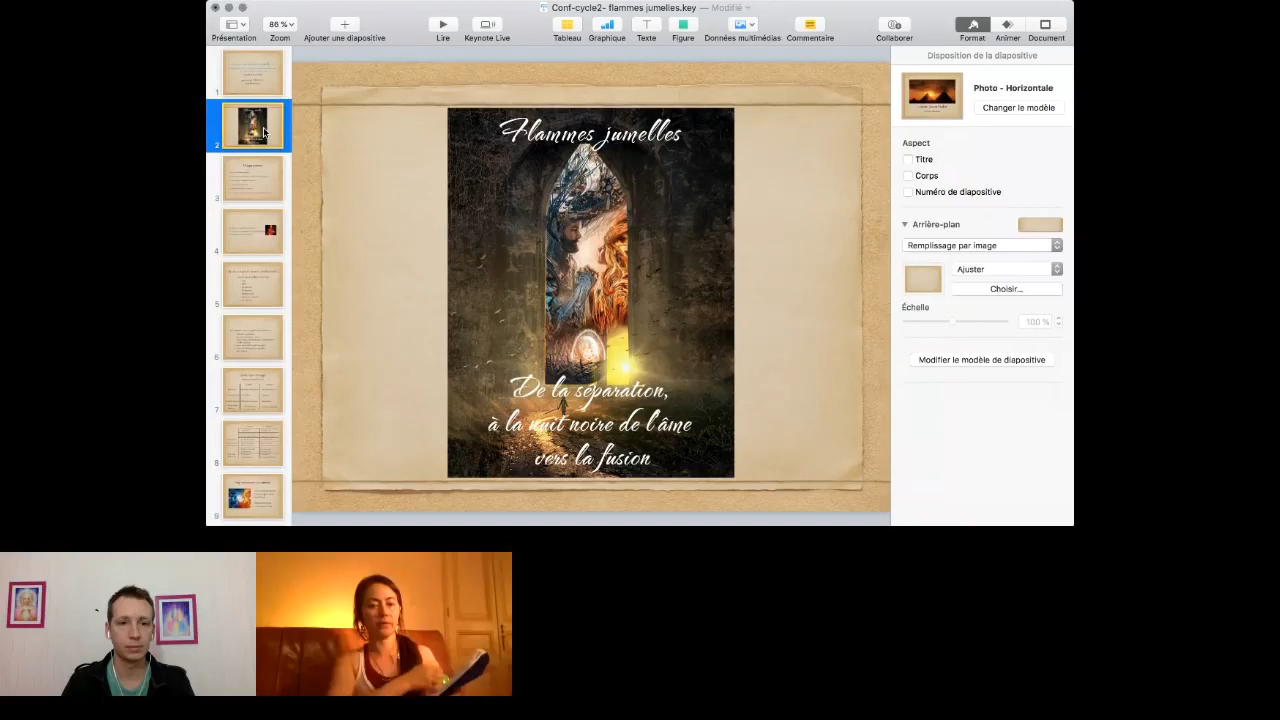 Conf-cycle2- flammes jumelles.key — Modifié
86 %
Présentation
Zoom
Ajouter une diapositive
Lire
Keynote Live
Tableau
Graphique
Texte
Figure
Données multimédias
Commentaire
Collaborer
Format
Animer
Document
1
2
3
4
5
6
7
8
9
Flammes jumelles
De la séparation,
à la nuit noire de l'âme
vers la fusion
Disposition de la diapositive
Photo - Horizontale
Changer le modèle
Aspect
Titre
Corps
Numéro de diapositive
Arrière-plan
Remplissage par image
Ajuster
Choisir...
Échelle
100 %
Modifier le modèle de diapositive